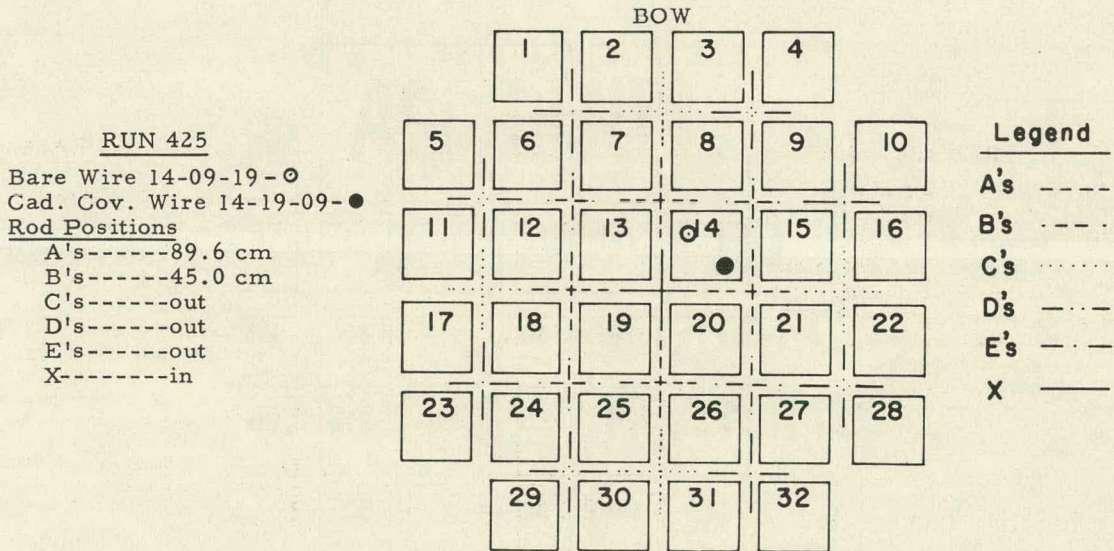 BOW
1 2 3 4
RUN 425
5 6 7 8 9 10
Legend
Bare Wire 14-09-19-
A's
Cad. Cov. Wire 14-19-09-
Rod Positions
11 12 13 14 15 16
B's
A's-------89.6 cm
B's-------45.0 cm
C's
C's------out
D's
D's------out
17 18 19 20 21 22
E's------out
E's
X--------in
X
23 24 25 26 27 28
29 30 31 32